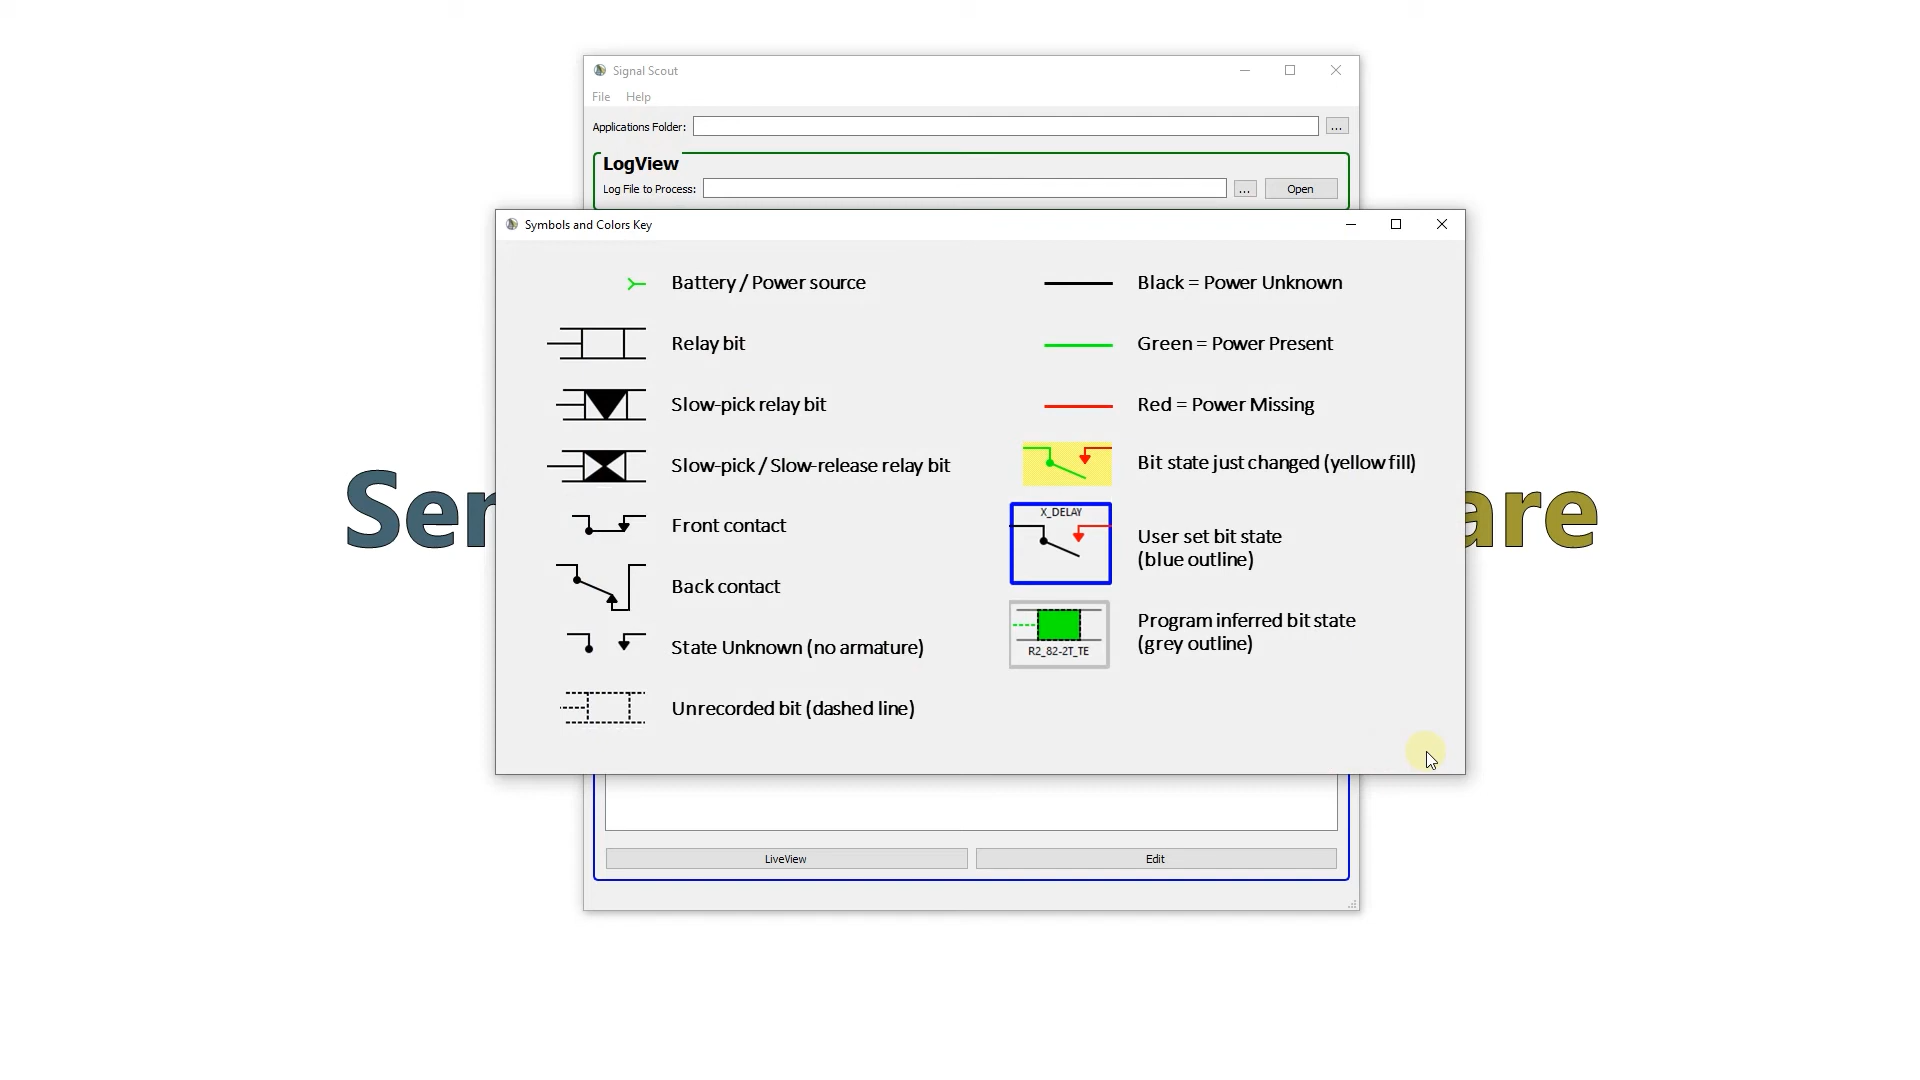 Signal Scout
File Help
Applications Folder:
...
LogView
Log File to Process:
...
Open
Symbols and Colors Key
Battery / Power source
Relay bit
Slow-pick relay bit
Slow-pick / Slow-release relay bit
Front contact
Back contact
State Unknown (no armature)
Unrecorded bit (dashed line)
Black = Power Unknown
Green = Power Present
Red = Power Missing
Bit state just changed (yellow fill)
X_DELAY
User set bit state
(blue outline)
R2_82-2T_TE
Program inferred bit state
(grey outline)
LiveView
Edit
Ser
are